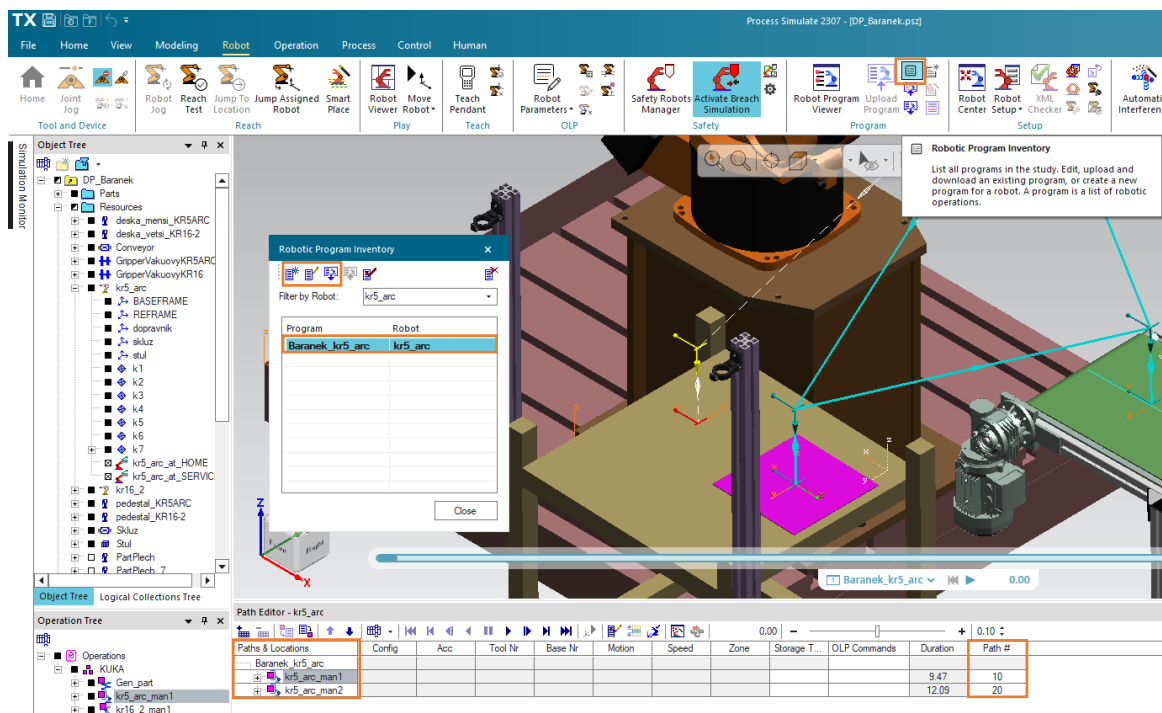 TX
Process Simulate 2307 - [DP_Baranek.psz]
File Home View Modeling Robot Operation Process Control Human
Home
Joint Jog
Robot Jog
Reach Test
Jump To Location
Jump Assigned Robot
Smart Place
Robot Viewer
Move Robot
Teach Pendant
Robot Parameters
Safety Robots Manager
Activate Breach Simulation
Robot Program Viewer
Upload Program
Robot Center
Robot Setup
XML Checker
Tool and Device Reach Play Teach OLP Safety Program Setup
Simulation Monitor
Object Tree
DP_Baranek
Parts
Resources
deska_mensi_KR5ARC
deska_vetsi_KR16-2
Conveyor
GripperVakuovyKR5ARC
GripperVakuovyKR16
kr5_arc
BASEFRAME
REFRAME
dopravnik
skluz
stul
k1
k2
k3
k4
k5
k6
k7
kr5_arc_at_HOME
kr5_arc_at_SERVIC
kr16_2
pedestal_KR5ARC
pedestal_KR16-2
Skluz
Stul
PartPlech
PartPlech_7
Object Tree Logical Collections Tree
Robotic Program Inventory
List all programs in the study. Edit, upload and
download an existing program, or create a new
program for a robot. A program is a list of robotic
operations.
Robotic Program Inventory
Filter by Robot: kr5_arc
Program Robot
Baranek_kr5_arc kr5_arc
Close
Z
X
Right
x
z
y
Baranek_kr5_arc 0.00
Operation Tree
Operations
KUKA
Gen_part
kr5_arc_man1
kr16_2_man1
Path Editor - kr5_arc
0.00 0.10
Paths & Locations Config Acc Tool Nr Base Nr Motion Speed Zone Storage T... OLP Commands Duration Path #
Baranek_kr5_arc
kr5_arc_man1 9.47 10
kr5_arc_man2 12.09 20